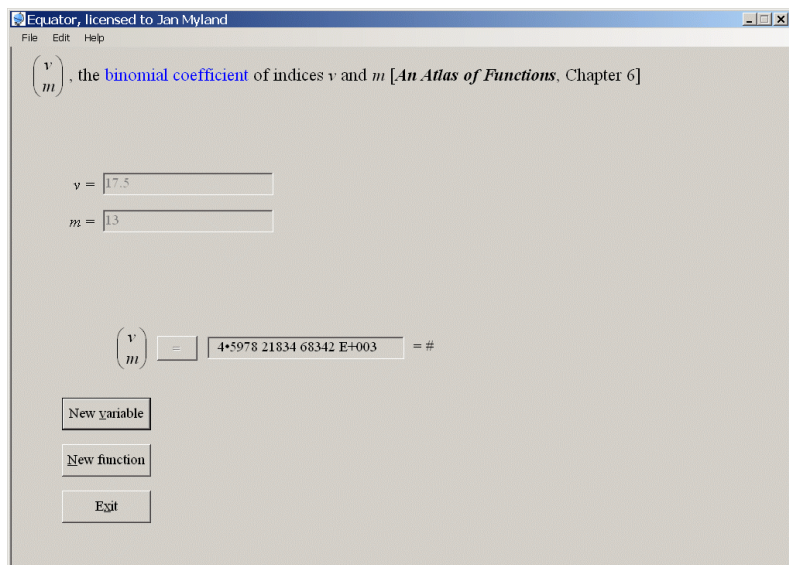 Equator, licensed to Jan Myland
File Edit Help
(v m), the binomial coefficient of indices v and m [An Atlas of Functions, Chapter 6]
v = 17.5
m = 13
(v m) = 4•5978 21834 68342 E+003 = #
New variable
New function
Exit